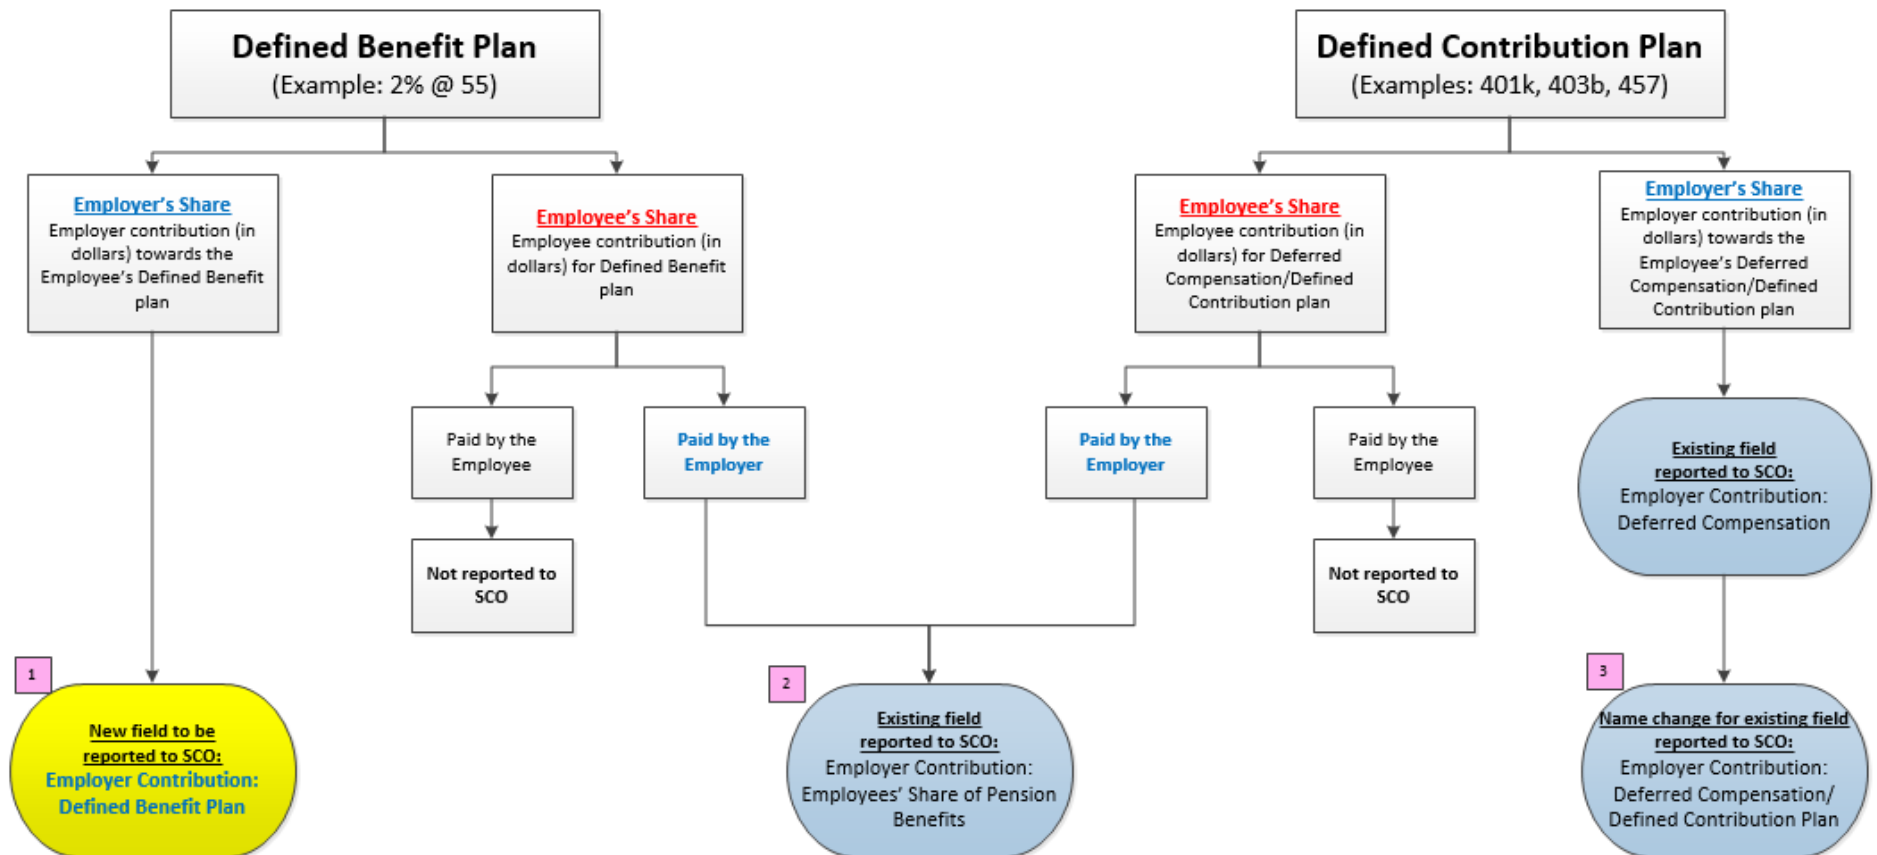 Defined Benefit Plan
(Example: 2% @ 55)
Defined Contribution Plan
(Examples: 401k, 403b, 457)
Employer's Share
Employer contribution (in
dollars) towards the
Employee's Defined Benefit
plan
Employee's Share
Employee contribution (in
dollars) for Defined Benefit
plan
Employee's Share
Employee contribution (in
dollars) for Deferred
Compensation/Defined
Contribution plan
Employer's Share
Employer contribution (in
dollars) towards the
Employee's Deferred
Compensation/Defined
Contribution plan
Paid by the
Employee
Paid by the
Employer
Paid by the
Employer
Paid by the
Employee
Existing field
reported to SCO:
Employer Contribution:
Deferred Compensation
Not reported to
SCO
Not reported to
SCO
1
New field to be
reported to SCO:
Employer Contribution:
Defined Benefit Plan
2
Existing field
reported to SCO:
Employer Contribution:
Employees' Share of Pension
Benefits
3
Name change for existing field
reported to SCO:
Employer Contribution:
Deferred Compensation/
Defined Contribution Plan